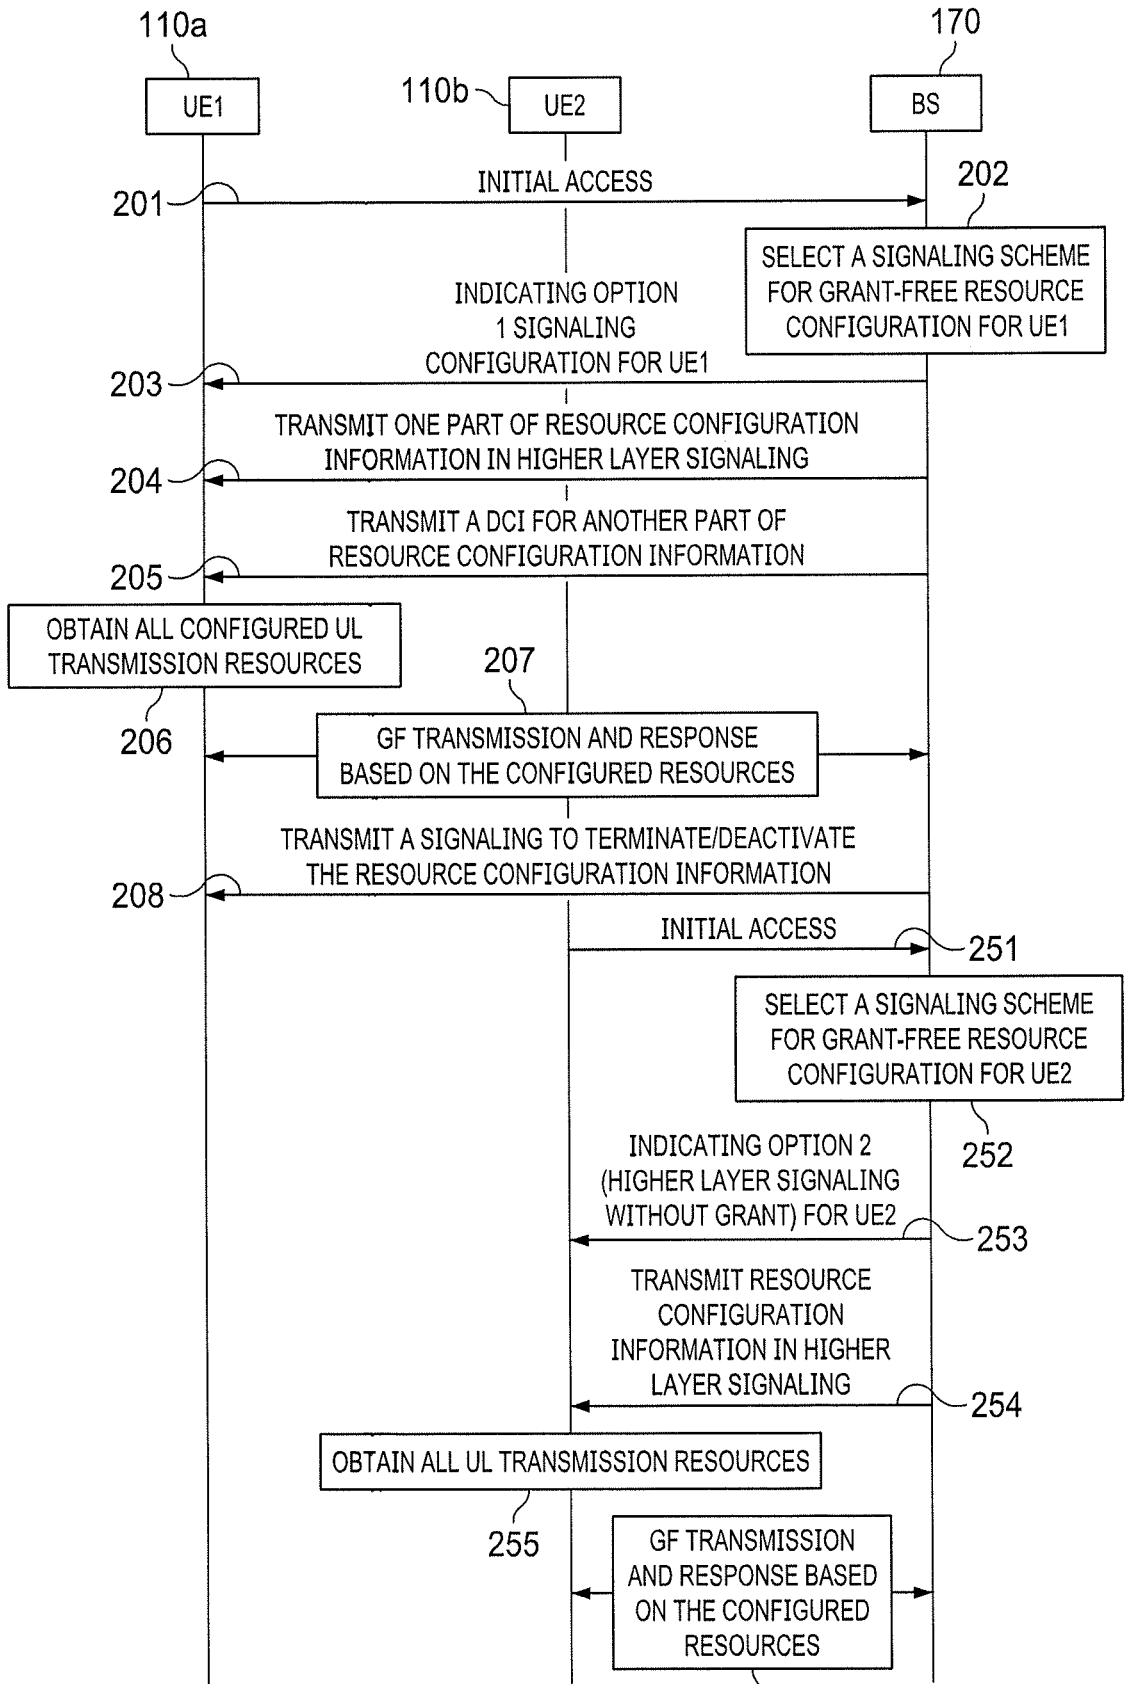 110a
170
UE1
110b
UE2
BS
INITIAL ACCESS
201
202
SELECT A SIGNALING SCHEME
FOR GRANT-FREE RESOURCE
CONFIGURATION FOR UE1
INDICATING OPTION
1 SIGNALING
CONFIGURATION FOR UE1
203
TRANSMIT ONE PART OF RESOURCE CONFIGURATION
INFORMATION IN HIGHER LAYER SIGNALING
204
TRANSMIT A DCI FOR ANOTHER PART OF
RESOURCE CONFIGURATION INFORMATION
205
OBTAIN ALL CONFIGURED UL
TRANSMISSION RESOURCES
206
207
GF TRANSMISSION AND RESPONSE
BASED ON THE CONFIGURED RESOURCES
TRANSMIT A SIGNALING TO TERMINATE/DEACTIVATE
THE RESOURCE CONFIGURATION INFORMATION
208
INITIAL ACCESS
251
SELECT A SIGNALING SCHEME
FOR GRANT-FREE RESOURCE
CONFIGURATION FOR UE2
252
INDICATING OPTION 2
(HIGHER LAYER SIGNALING
WITHOUT GRANT) FOR UE2
253
TRANSMIT RESOURCE
CONFIGURATION
INFORMATION IN HIGHER
LAYER SIGNALING
254
OBTAIN ALL UL TRANSMISSION RESOURCES
255
GF TRANSMISSION
AND RESPONSE BASED
ON THE CONFIGURED
RESOURCES